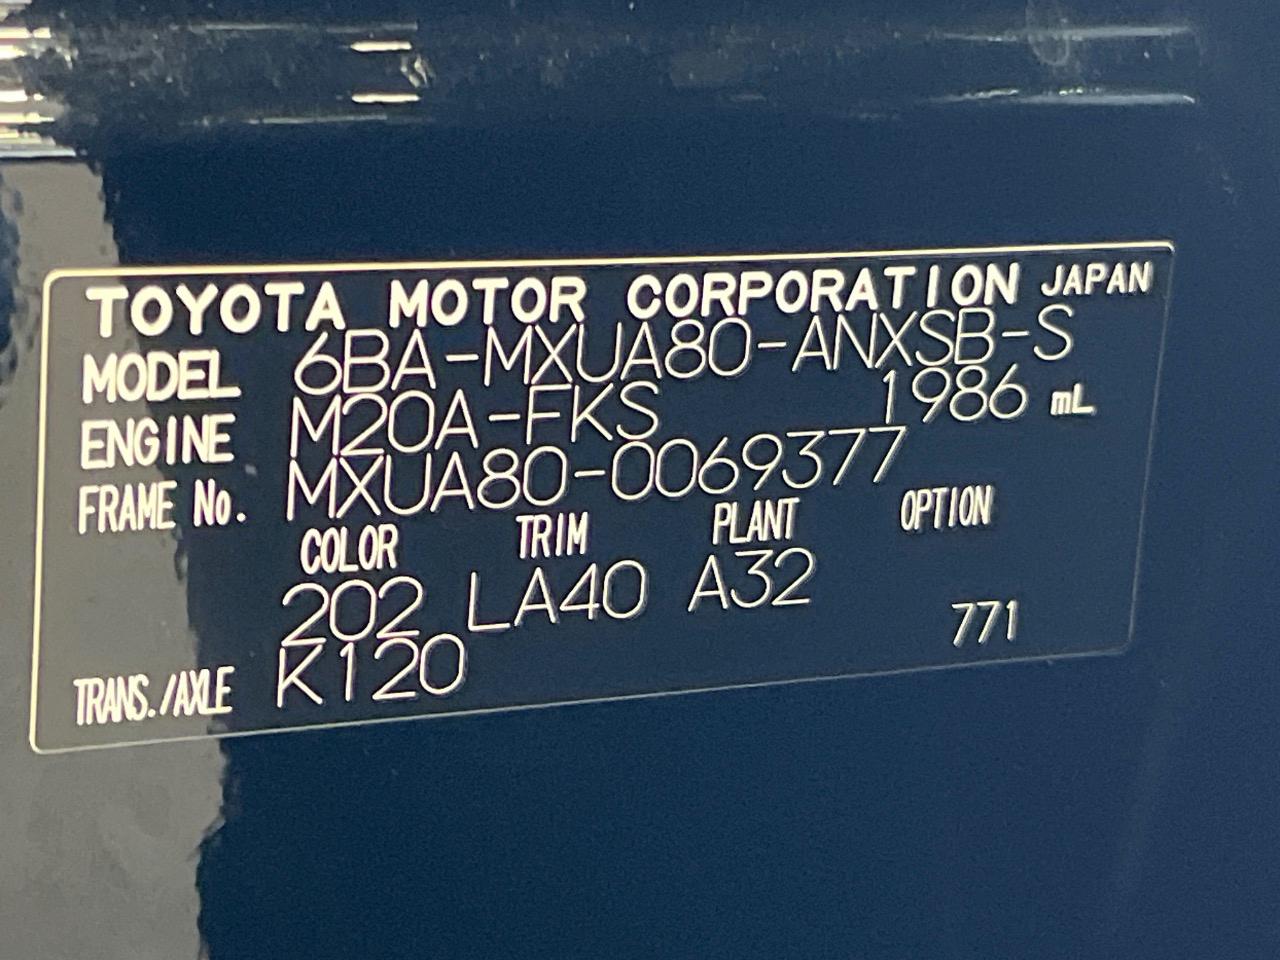 TOYOTA MOTOR CORPORATION JAPAN
MODEL 6BA-MXUA80-ANXSB-S
ENGINE M20A-FKS 1986 mL
FRAME No. MXUA80-0069377
COLOR TRIM PLANT OPTION
202 LA40 A32 771
TRANS./AXLE K120